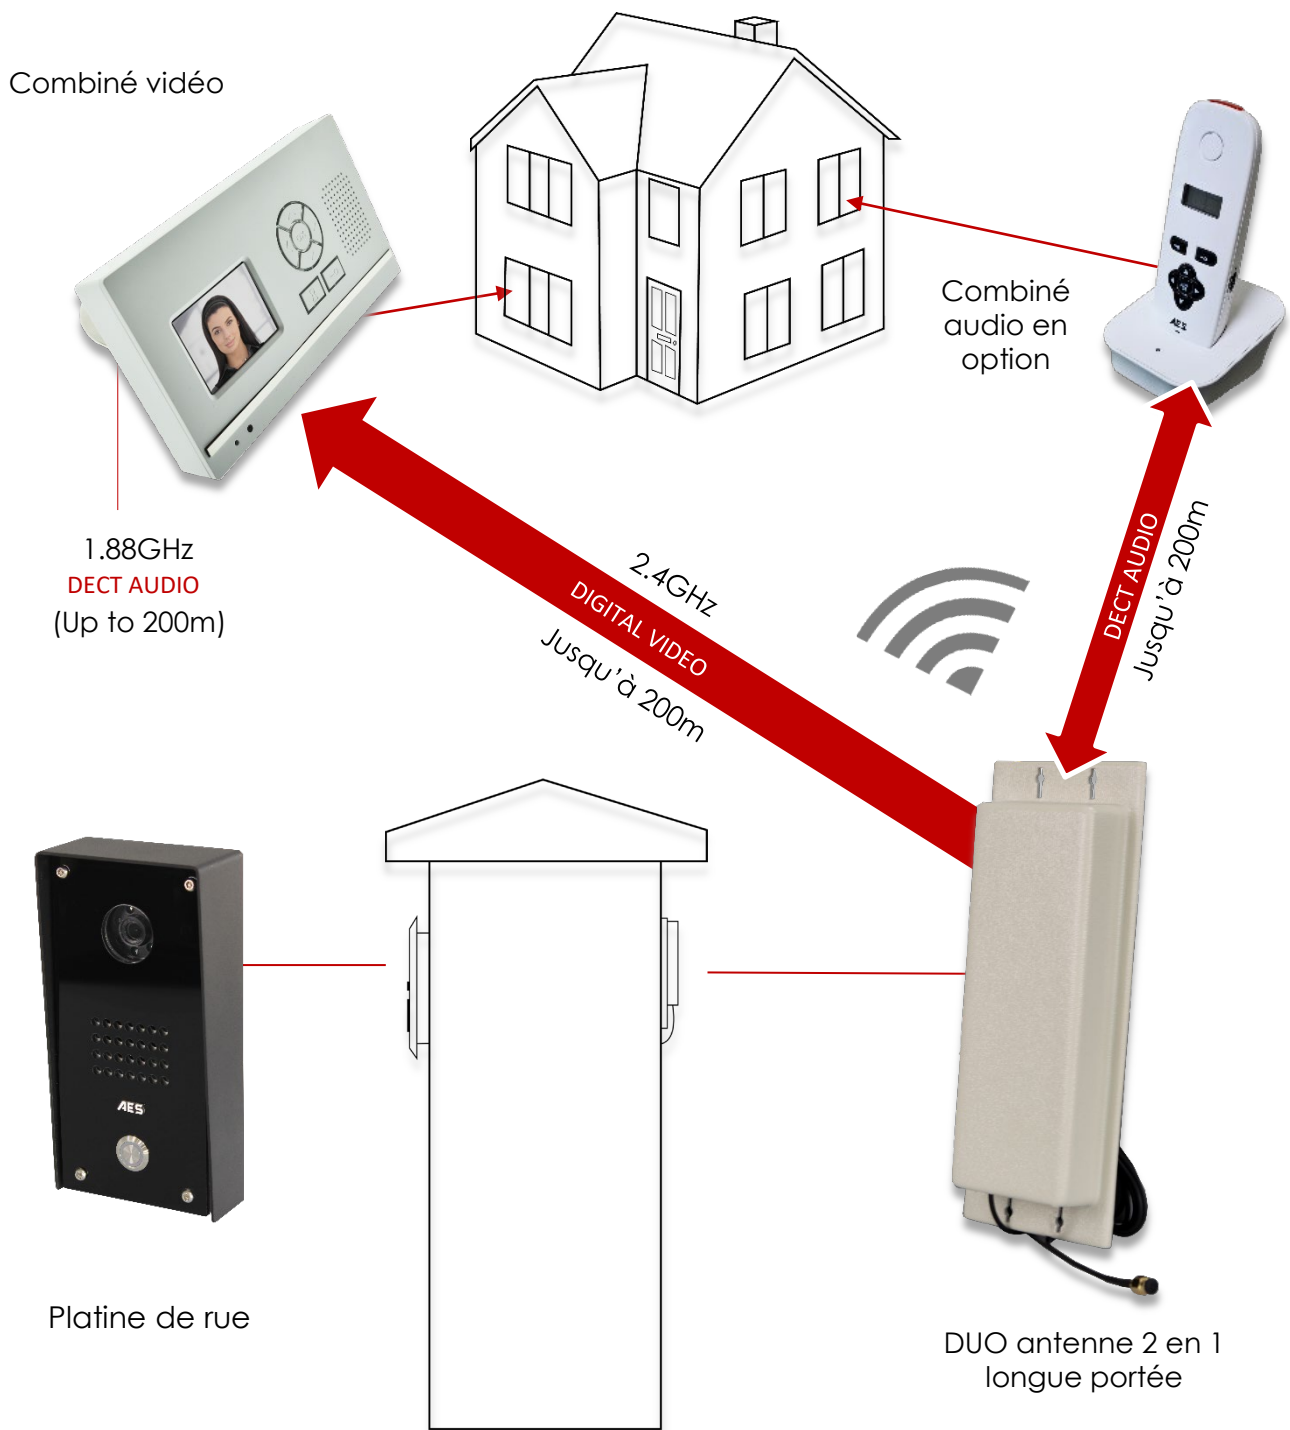 Combiné vidéo
Combiné
audio en
option
AES
1.88GHz
DECT AUDIO
(Up to 200m)
2.4GHz
DIGITAL VIDEO
Jusqu'à 200m
DECT AUDIO
Jusqu'à 200m
AES
Platine de rue
DUO antenne 2 en 1
longue portée